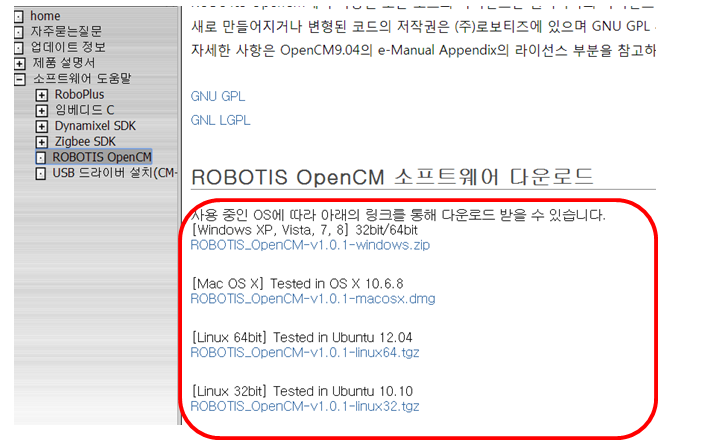 home
자주묻는질문
업데이트 정보
제품 설명서
소프트웨어 도움말
RoboPlus
임베디드 C
Dynamixel SDK
Zigbee SDK
ROBOTIS OpenCM
USB 드라이버 설치(CM-
새로 만들어지거나 변형된 코드의 저작권은 (주)로보티즈에 있으며 GNU GPL
자세한 사항은 OpenCM9.04의 e-Manual Appendix의 라이선스 부분을 참고하
GNU GPL
GNL LGPL
ROBOTIS OpenCM 소프트웨어 다운로드
사용 중인 OS에 따라 아래의 링크를 통해 다운로드 받을 수 있습니다.
[Windows XP, Vista, 7, 8] 32bit/64bit
ROBOTIS_OpenCM-v1.0.1-windows.zip
[Mac OS X] Tested in OS X 10.6.8
ROBOTIS_OpenCM-v1.0.1-macosx.dmg
[Linux 64bit] Tested in Ubuntu 12.04
ROBOTIS_OpenCM-v1.0.1-linux64.tgz
[Linux 32bit] Tested in Ubuntu 10.10
ROBOTIS_OpenCM-v1.0.1-linux32.tgz